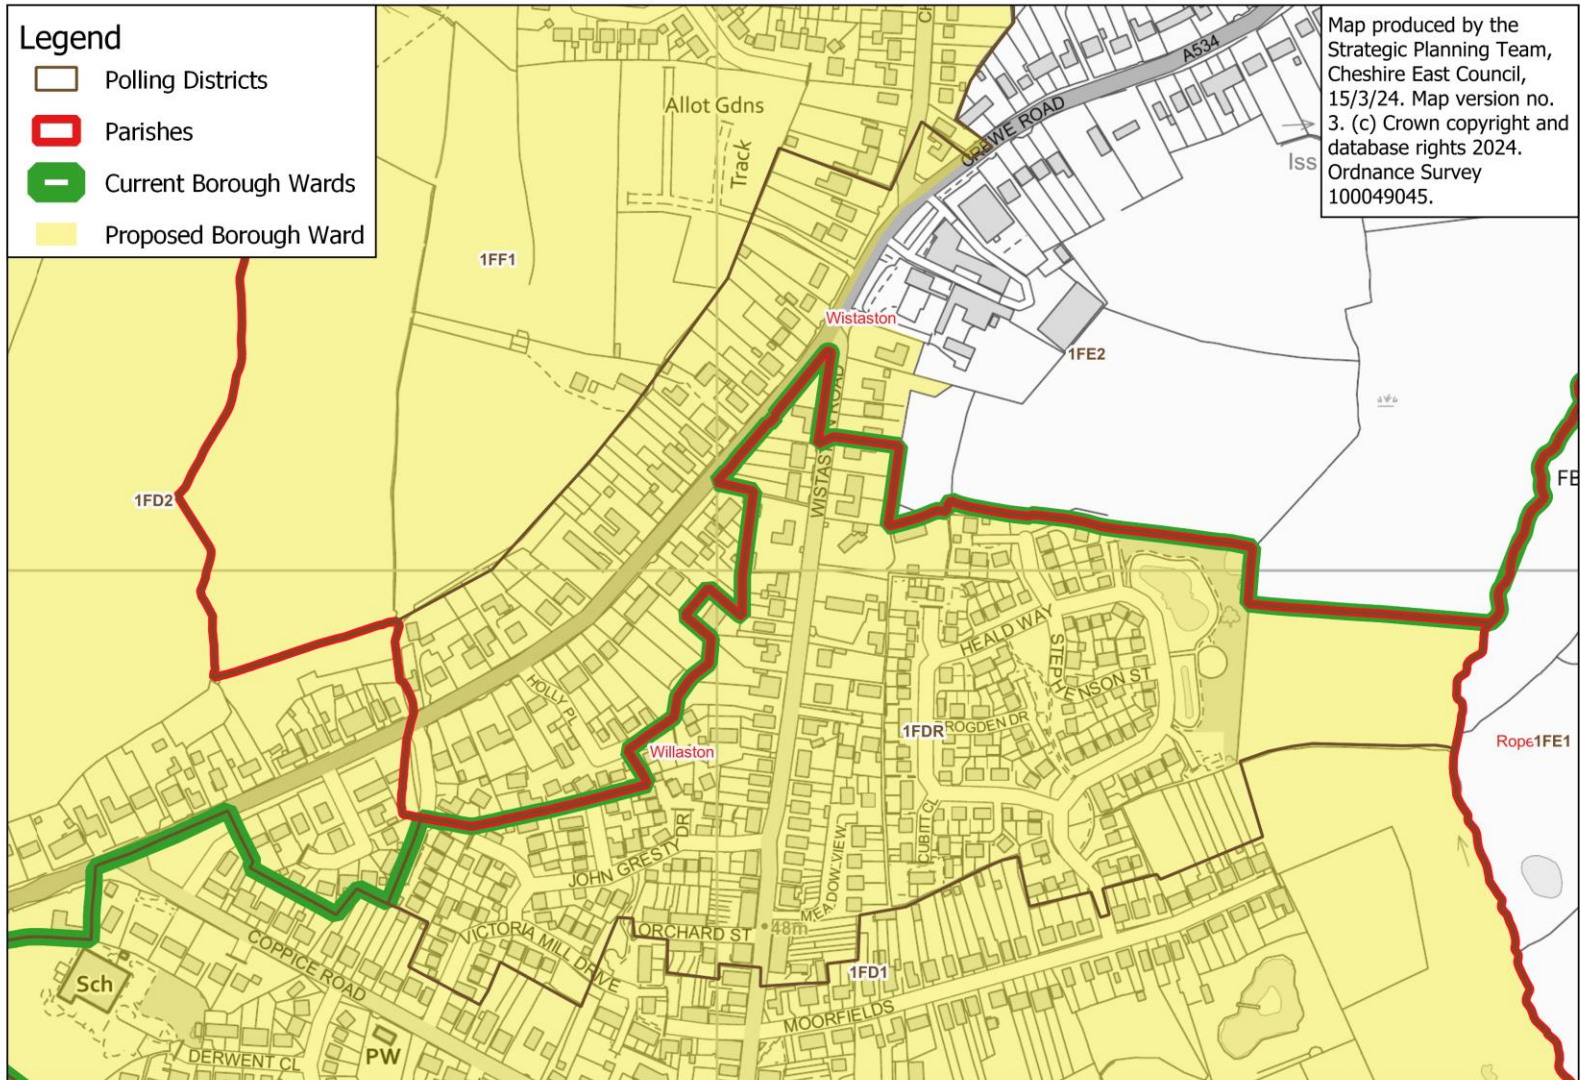 Legend
Polling Districts
Parishes
Current Borough Wards
Proposed Borough Ward
Map produced by the
Strategic Planning Team,
Cheshire East Council,
15/3/24. Map version no.
3. (c) Crown copyright and
database rights 2024.
Ordnance Survey
100049045.
CH
A534
CREWE ROAD
Allot Gdns
Track
Iss
1FF1
Wistaston
1FE2
1FD2
WISTASTON ROAD
FB
HEALD WAY
STEPHENSON ST
HOLLY PL
BROGDEN DR
1FDR
Willaston
Rope
1FE1
CUBITT CL
JOHN GRESTY DR
MEADOW VIEW
VICTORIA MILL DRIVE
ORCHARD ST
48m
COPPICE ROAD
1FD1
Sch
MOORFIELDS
PW
DERWENT CL